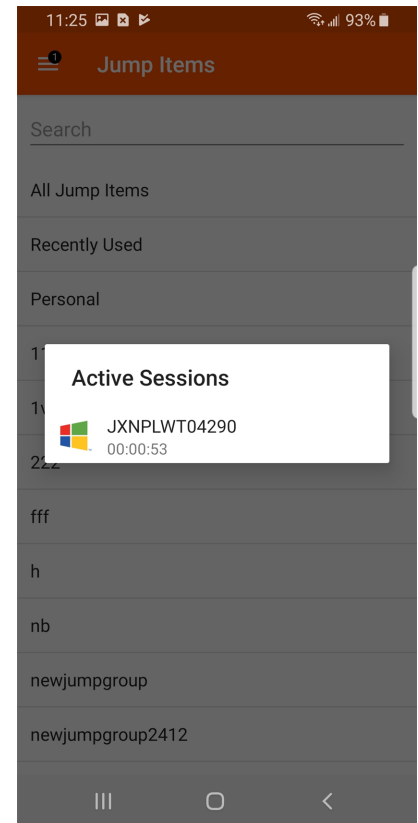 11:25
93%
1
Jump Items
Search
All Jump Items
Recently Used
Personal
Active Sessions
JXNPLWT04290
00:00:53
222
fff
h
nb
newjumpgroup
newjumpgroup2412